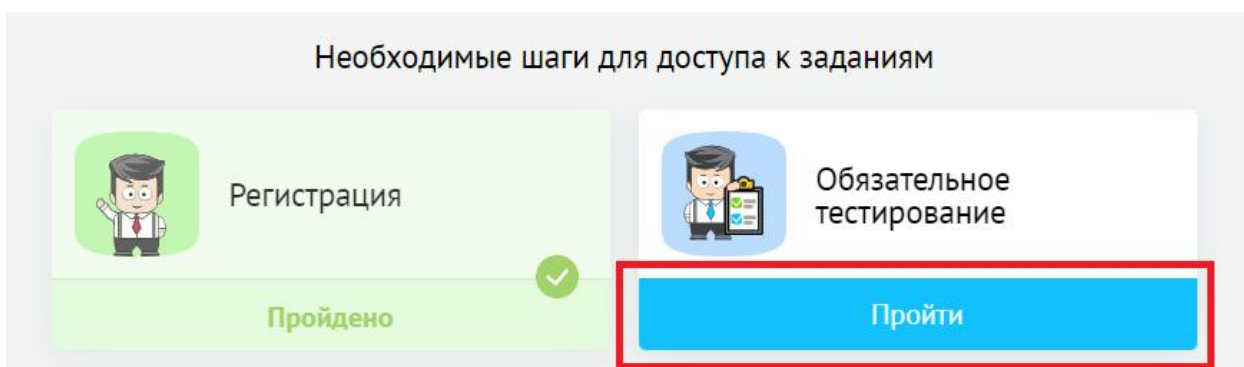 Необходимые шаги для доступа к заданиям
Регистрация
Пройдено
Обязательное
тестирование
Пройти